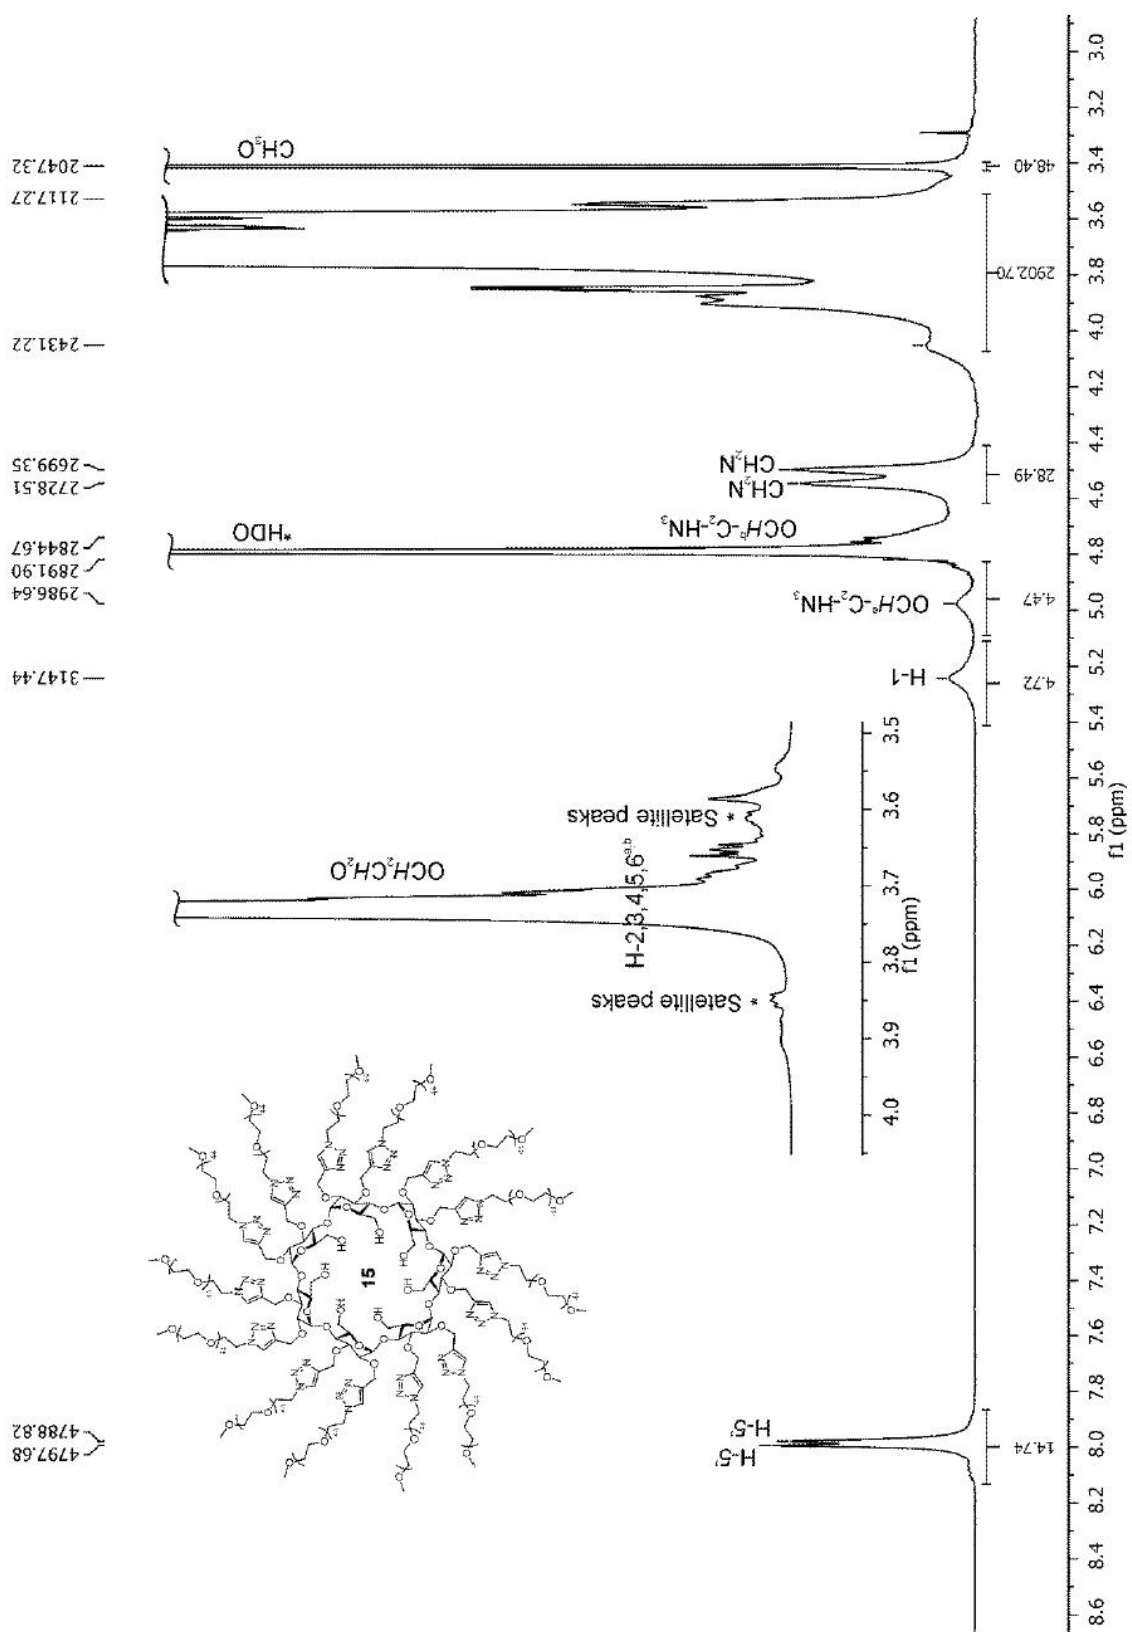 2047.32
2117.27
2431.22
2699.35
2728.51
2844.67
2891.90
2986.64
3147.44
4788.82
4797.68
CH₃O
CH₂N
CH₂N
OCHᵇ-C₂-HN₃
*HDO
OCHᵃ-C₂-HN₃
H-1
H-5'
H-5'
48.40
2902.70
28.49
4.47
4.72
14.74
OCH₂CH₂O
* Satellite peaks
H-2,3,4,5,6ᵃ,ᵇ
* Satellite peaks
4.0 3.9 3.8 3.7 3.6 3.5
f1 (ppm)
15
8.6 8.4 8.2 8.0 7.8 7.6 7.4 7.2 7.0 6.8 6.6 6.4 6.2 6.0 5.8 5.6 5.4 5.2 5.0 4.8 4.6 4.4 4.2 4.0 3.8 3.6 3.4 3.2 3.0
f1 (ppm)